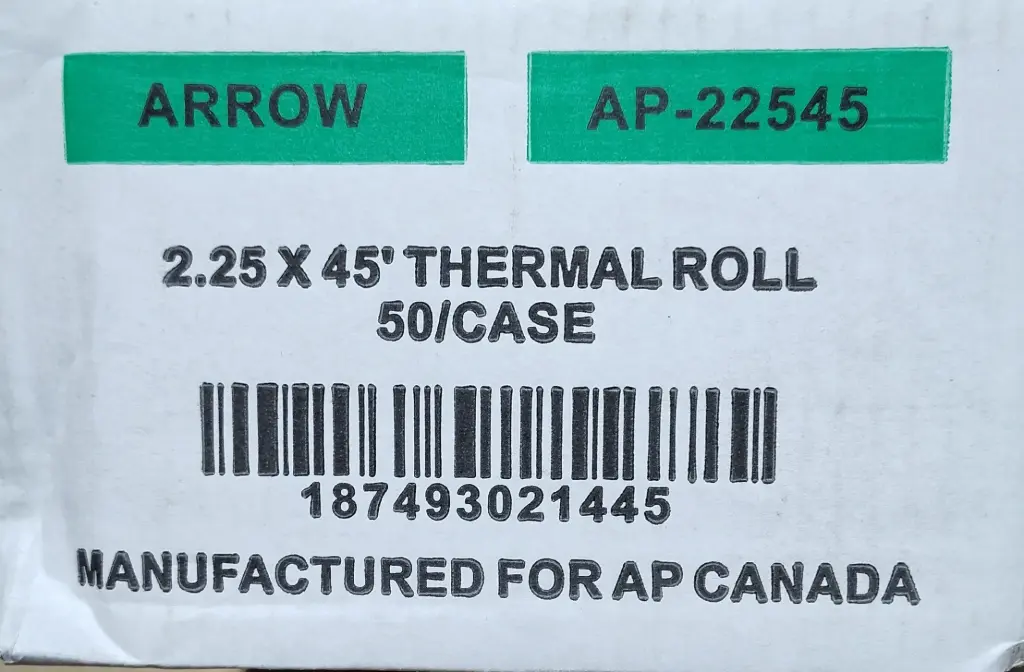 ARROW
AP-22545
2.25 X 45' THERMAL ROLL
50/CASE
187493021445
MANUFACTURED FOR AP CANADA